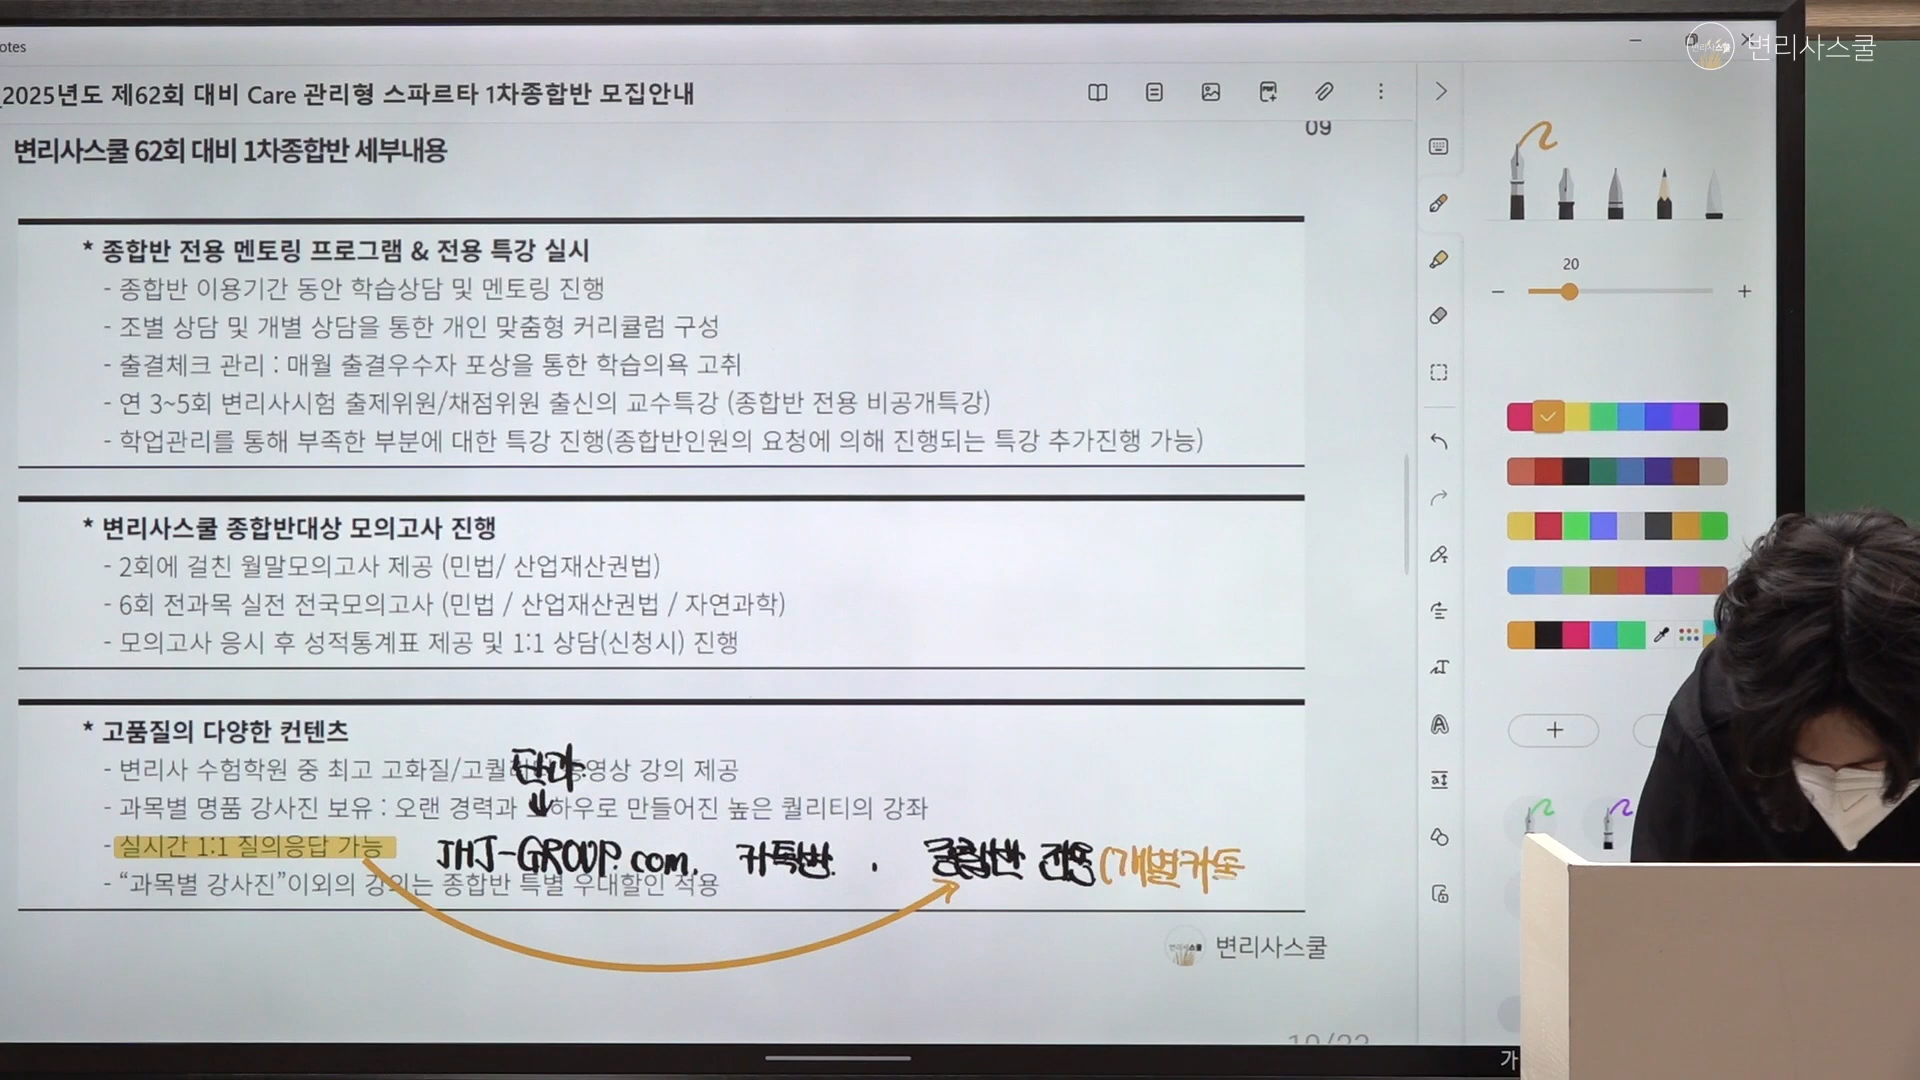 otes
변리사스쿨
2025년도 제62회 대비 Care 관리형 스파르타 1차종합반 모집안내
09
변리사스쿨 62회 대비 1차종합반 세부내용
20
* 종합반 전용 멘토링 프로그램 & 전용 특강 실시
- 종합반 이용기간 동안 학습상담 및 멘토링 진행
- 조별 상담 및 개별 상담을 통한 개인 맞춤형 커리큘럼 구성
- 출결체크 관리 : 매월 출결우수자 포상을 통한 학습의욕 고취
- 연 3~5회 변리사시험 출제위원/채점위원 출신의 교수특강 (종합반 전용 비공개특강)
- 학업관리를 통해 부족한 부분에 대한 특강 진행(종합반인원의 요청에 의해 진행되는 특강 추가진행 가능)
* 변리사스쿨 종합반대상 모의고사 진행
- 2회에 걸친 월말모의고사 제공 (민법/ 산업재산권법)
- 6회 전과목 실전 전국모의고사 (민법 / 산업재산권법 / 자연과학)
- 모의고사 응시 후 성적통계표 제공 및 1:1 상담(신청시) 진행
* 고품질의 다양한 컨텐츠
- 변리사 수험학원 중 최고 고화질/고퀄 동영상 강의 제공
단과
- 과목별 명품 강사진 보유 : 오랜 경력과 하우로 만들어진 높은 퀄리티의 강좌
- 실시간 1:1 질의응답 가능
JHJ-GROUP.com, 카톡반. 종합반 전용 (개별카톡
- “과목별 강사진”이외의 강의는 종합반 특별 우대할인 적용
변리사스쿨
가